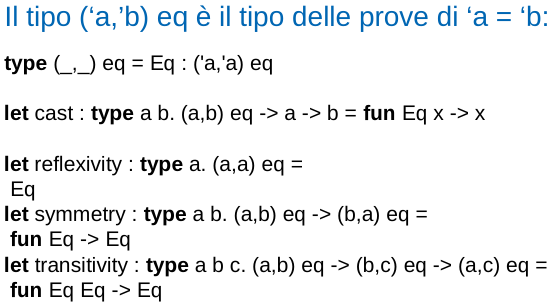 Il tipo (‘a,’b) eq è il tipo delle prove di ‘a = ‘b:
type (_,_) eq = Eq : ('a,'a) eq
let cast : type a b. (a,b) eq -> a -> b = fun Eq x -> x
let reflexivity : type a. (a,a) eq =
Eq
let symmetry : type a b. (a,b) eq -> (b,a) eq =
fun Eq -> Eq
let transitivity : type a b c. (a,b) eq -> (b,c) eq -> (a,c) eq =
fun Eq Eq -> Eq